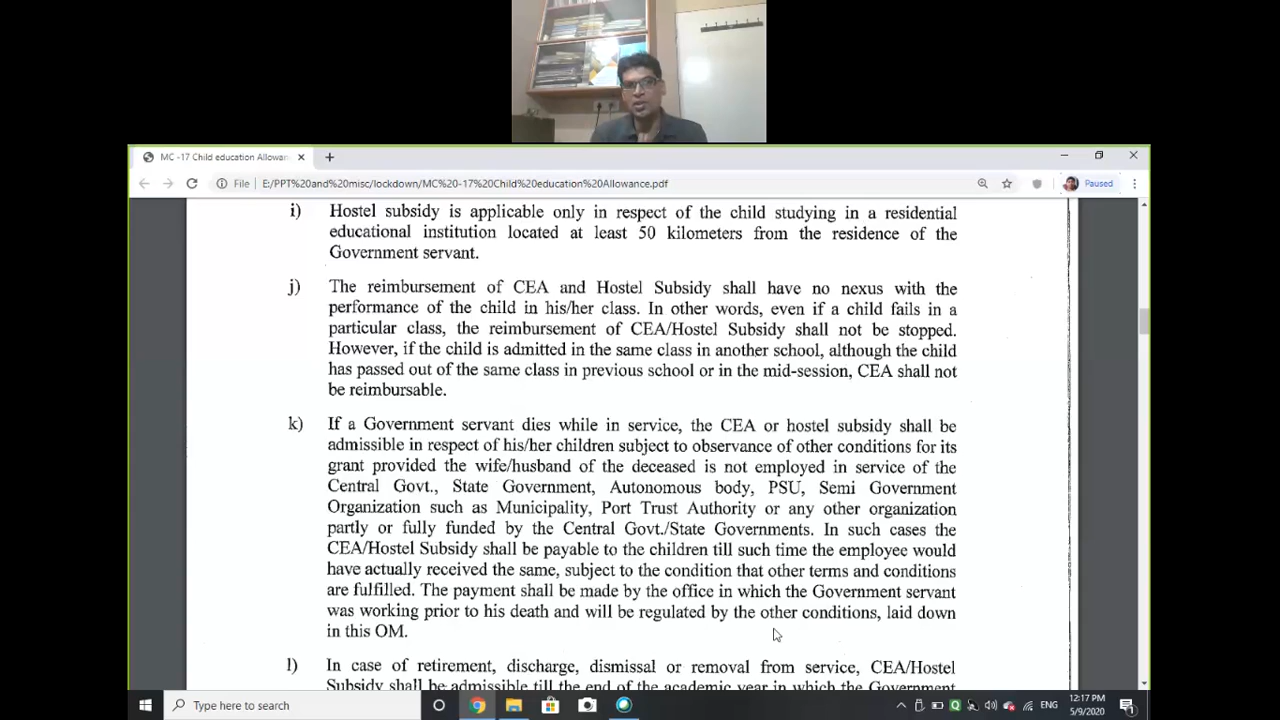 MC -17 Child education Allowan
Paused
File E:/PPT%20and%20misc/lockdown/MC%20-17%20Child%20education%20Allowance.pdf
i) Hostel subsidy is applicable only in respect of the child studying in a residential
educational institution located at least 50 kilometers from the residence of the
Government servant.
j) The reimbursement of CEA and Hostel Subsidy shall have no nexus with the
performance of the child in his/her class. In other words, even if a child fails in a
particular class, the reimbursement of CEA/Hostel Subsidy shall not be stopped.
However, if the child is admitted in the same class in another school, although the child
has passed out of the same class in previous school or in the mid-session, CEA shall not
be reimbursable.
k) If a Government servant dies while in service, the CEA or hostel subsidy shall be
admissible in respect of his/her children subject to observance of other conditions for its
grant provided the wife/husband of the deceased is not employed in service of the
Central Govt., State Government, Autonomous body, PSU, Semi Government
Organization such as Municipality, Port Trust Authority or any other organization
partly or fully funded by the Central Govt./State Governments. In such cases the
CEA/Hostel Subsidy shall be payable to the children till such time the employee would
have actually received the same, subject to the condition that other terms and conditions
are fulfilled. The payment shall be made by the office in which the Government servant
was working prior to his death and will be regulated by the other conditions, laid down
in this OM.
l) In case of retirement, discharge, dismissal or removal from service, CEA/Hostel
Subsidy shall be admissible till the end of the academic year in which the Government
Type here to search
ENG
12:17 PM
5/9/2020